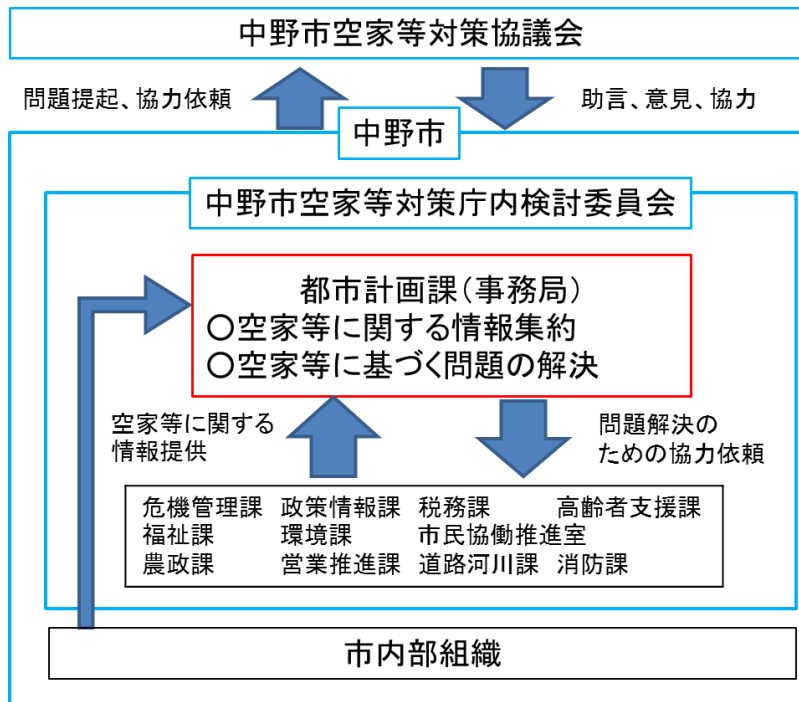 中野市空家等対策協議会
問題提起、協力依頼
助言、意見、協力
中野市
中野市空家等対策庁内検討委員会
都市計画課(事務局)
○空家等に関する情報集約
○空家等に基づく問題の解決
空家等に関する
情報提供
問題解決の
ための協力依頼
危機管理課 政策情報課 税務課 高齢者支援課
福祉課 環境課 市民協働推進室
農政課 営業推進課 道路河川課 消防課
市内部組織